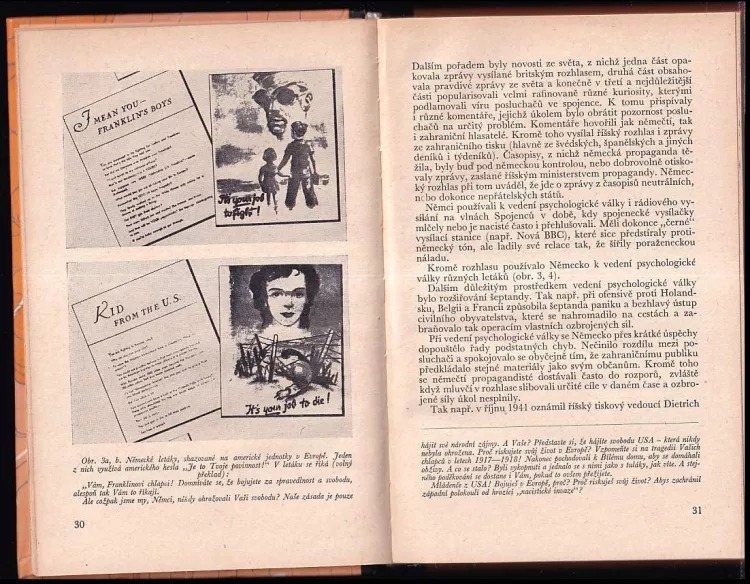 I MEAN YOU—
FRANKLIN'S BOYS
It's your job
to fight!
KID
FROM THE U.S.
It's your job to die!
Obr. 3a, b. Německé letáky, shazované na americké jednotky v Evropě. Jeden
z nich využívá amerického hesla „Je to Tvoje povinnost!" V letáku se říká (volný
překlad):
„Vám, Franklinovi chlapci! Domníváte se, že bojujete za spravedlnost a svobodu,
alespoň tak Vám to říkají.
Ale cožpak jsme my, Němci, někdy ohrožovali Vaši svobodu? Naše zásada je pouze
30
Dalším pořadem byly novosti ze světa, z nichž jedna část opa-
kovala zprávy vysílané britským rozhlasem, druhá část obsaho-
vala pravdivé zprávy ze světa a konečně v třetí a nejdůležitější
části popularisovali velmi rafinovaně různé kuriosity, kterými
podlamovali víru posluchačů ve spojence. K tomu přispívaly
i různé komentáře, jejichž úkolem bylo obrátit pozornost poslu-
chačů na určitý problém. Komentáře hovořili jak němečtí, tak
i zahraniční hlasatelé. Kromě toho vysílal říšský rozhlas i zprávy
ze zahraničního tisku (hlavně ze švédských, španělských a jiných
deníků i týdeníků). Časopisy, z nichž německá propaganda tě-
žila, byly buď pod německou kontrolou, nebo dobrovolně otisko-
valy zprávy, zaslané říšským ministerstvem propagandy. Němec-
ký rozhlas při tom uváděl, že jde o zprávy z časopisů neutrálních,
nebo dokonce nepřátelských států.
Němci používali k vedení psychologické války i rádiového vy-
sílání na vlnách Spojenců v době, kdy spojenecké vysílačky
mlčely nebo je nacisté často i přehlušovali. Měli dokonce „černé"
vysílací stanice (např. Nová BBC), které sice předstíraly proti-
německý tón, ale ladily své relace tak, že šířily poraženeckou
náladu.
Kromě rozhlasu používalo Německo k vedení psychologické
války různých letáků (obr. 3, 4).
Dalším důležitým prostředkem vedení psychologické války
bylo rozšiřování šeptandy. Tak např. při ofensivě proti Holand-
sku, Belgii a Francii způsobila šeptanda paniku a bezhlavý ústup
civilního obyvatelstva, které se nahromadilo na cestách a za-
braňovalo tak operacím vlastních ozbrojených sil.
Při vedení psychologické války se Německo přes krátké úspěchy
dopouštělo řady podstatných chyb. Nečinilo rozdílu mezi po-
sluchači a spokojovalo se obyčejně tím, že zahraničnímu publiku
předkládalo stejné materiály jako svým občanům. Kromě toho
se němečtí propagandisté dostávali často do rozporů, zvláště
když mluvčí v rozhlase slibovali určité cíle v daném čase a ozbro-
jené síly úkol nesplnily.
Tak např. v říjnu 1941 oznámil říšský tiskový vedoucí Dietrich
hájit své národní zájmy. A Vaše? Představte si, že hájíte svobodu USA – která nikdy
nebyla ohrožena. Proč riskujete svůj život v Evropě? Vzpomeňte si na tragedii Vašich
chlapců v letech 1917—1918! Nakonec pochodovali k Bílému domu, aby se domáhali
obživy. A co se stalo? Byli vykopnuti a jednalo se s nimi jako s tuláky, jak víte. A stej-
ného poděkování se dostane i Vám, pokud to ovšem přežijete.
Mládenče z USA! Bojuješ v Evropě, proč? Proč riskuješ svůj život? Abys zachránil
západní polokouli od hrozící „nacistické invaze"?
31